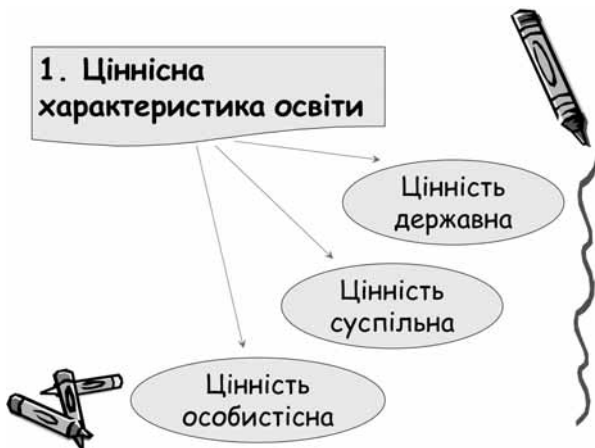 1. Ціннісна
характеристика освіти
Цінність
державна
Цінність
суспільна
Цінність
особистісна